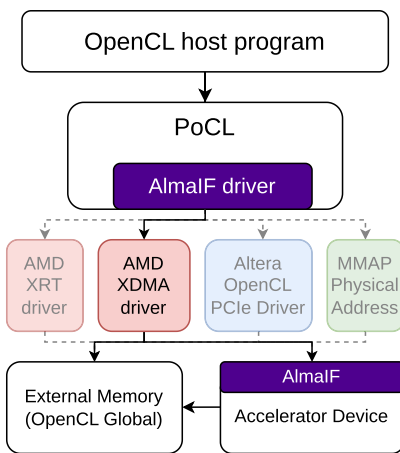 OpenCL host program
PoCL
AlmaIF driver
AMD
XRT
driver
AMD
XDMA
driver
Altera
OpenCL
PCIe Driver
MMAP
Physical
Address
External Memory
(OpenCL Global)
AlmaIF
Accelerator Device